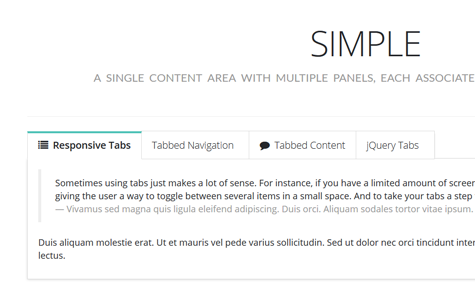 SIMPLE
A SINGLE CONTENT AREA WITH MULTIPLE PANELS, EACH ASSOCIATE
Responsive Tabs
Tabbed Navigation
Tabbed Content
jQuery Tabs
Sometimes using tabs just makes a lot of sense. For instance, if you have a limited amount of screen
giving the user a way to toggle between several items in a small space. And to take your tabs a step
— Vivamus sed magna quis ligula eleifend adipiscing. Duis orci. Aliquam sodales tortor vitae ipsum.
Duis aliquam molestie erat. Ut et mauris vel pede varius sollicitudin. Sed ut dolor nec orci tincidunt inter
lectus.